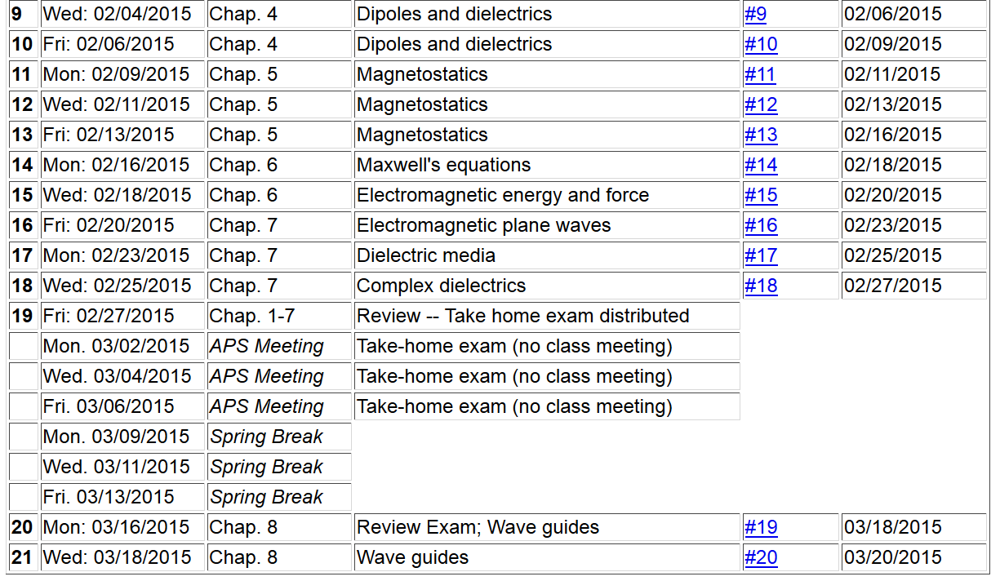 9 Wed: 02/04/2015 Chap. 4 Dipoles and dielectrics #9 02/06/2015
10 Fri: 02/06/2015 Chap. 4 Dipoles and dielectrics #10 02/09/2015
11 Mon: 02/09/2015 Chap. 5 Magnetostatics #11 02/11/2015
12 Wed: 02/11/2015 Chap. 5 Magnetostatics #12 02/13/2015
13 Fri: 02/13/2015 Chap. 5 Magnetostatics #13 02/16/2015
14 Mon: 02/16/2015 Chap. 6 Maxwell's equations #14 02/18/2015
15 Wed: 02/18/2015 Chap. 6 Electromagnetic energy and force #15 02/20/2015
16 Fri: 02/20/2015 Chap. 7 Electromagnetic plane waves #16 02/23/2015
17 Mon: 02/23/2015 Chap. 7 Dielectric media #17 02/25/2015
18 Wed: 02/25/2015 Chap. 7 Complex dielectrics #18 02/27/2015
19 Fri: 02/27/2015 Chap. 1-7 Review -- Take home exam distributed
Mon. 03/02/2015 APS Meeting Take-home exam (no class meeting)
Wed. 03/04/2015 APS Meeting Take-home exam (no class meeting)
Fri. 03/06/2015 APS Meeting Take-home exam (no class meeting)
Mon. 03/09/2015 Spring Break
Wed. 03/11/2015 Spring Break
Fri. 03/13/2015 Spring Break
20 Mon: 03/16/2015 Chap. 8 Review Exam; Wave guides #19 03/18/2015
21 Wed: 03/18/2015 Chap. 8 Wave guides #20 03/20/2015